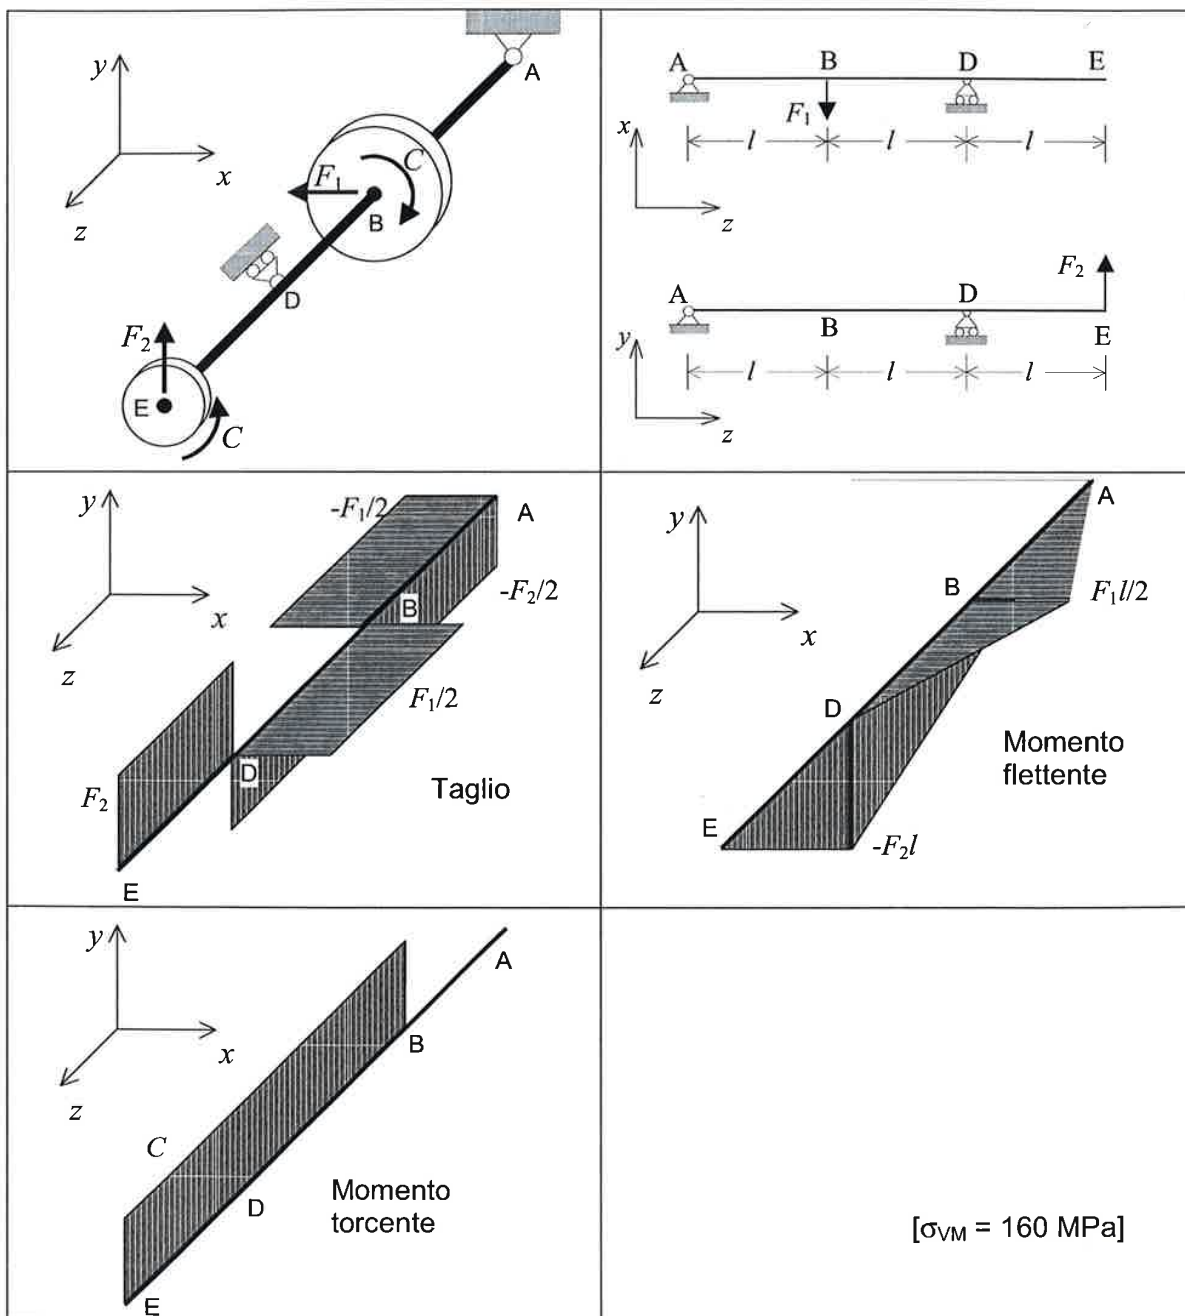 y
x
z
A
F₁
C
B
D
F₂
E
C
A B D E
F₁
x
l l l
z
F₂
A D
B E
y
l l l
z
y
x
z
-F₁/2
A
-F₂/2
B
F₁/2
D
F₂
Taglio
E
y
x
z
A
B
F₁l/2
D
Momento
flettente
E
-F₂l
y
x
z
A
B
C
D
Momento
torcente
E
[σVM = 160 MPa]